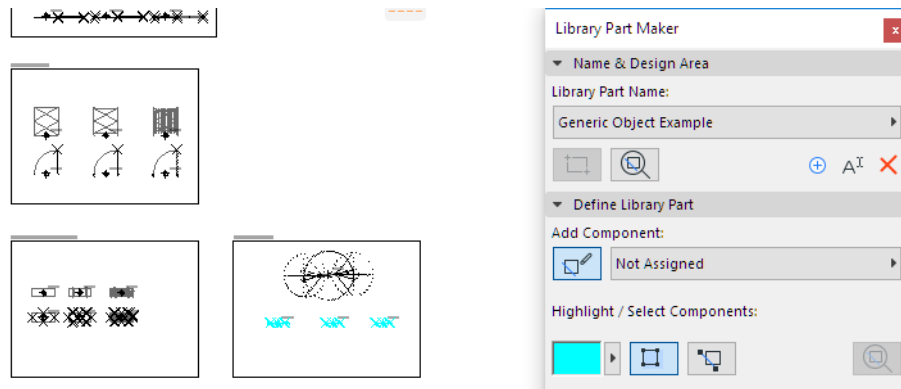 Library Part Maker
x
Name & Design Area
Library Part Name:
Generic Object Example
A
Define Library Part
Add Component:
Not Assigned
Highlight / Select Components: